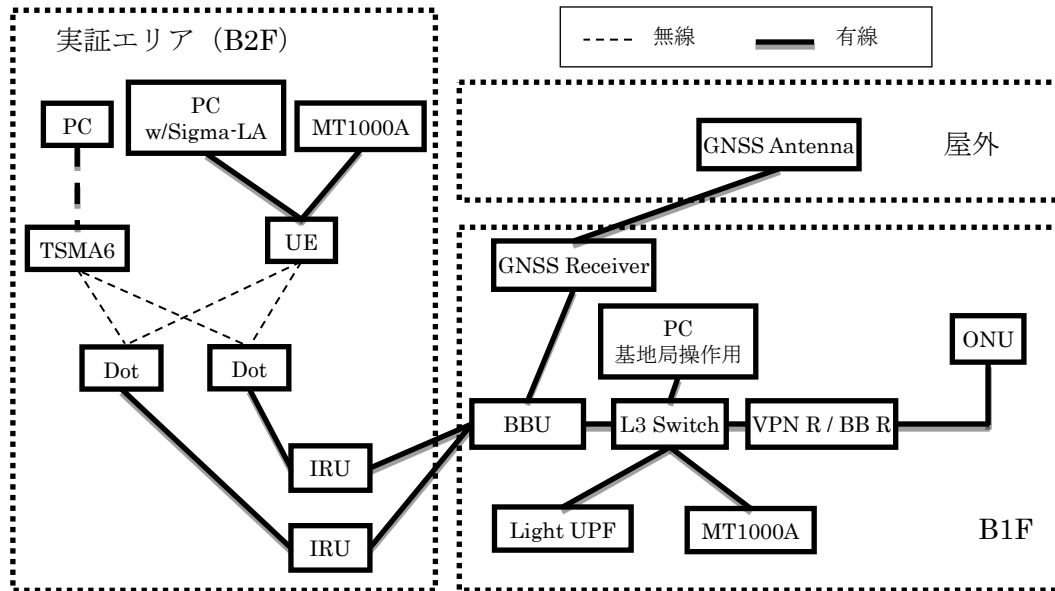 実証エリア（B2F）
無線
有線
PC
PC
w/Sigma-LA
MT1000A
TSMA6
UE
Dot
Dot
IRU
IRU
GNSS Antenna
屋外
GNSS Receiver
PC
基地局操作用
ONU
BBU
L3 Switch
VPN R / BB R
Light UPF
MT1000A
B1F